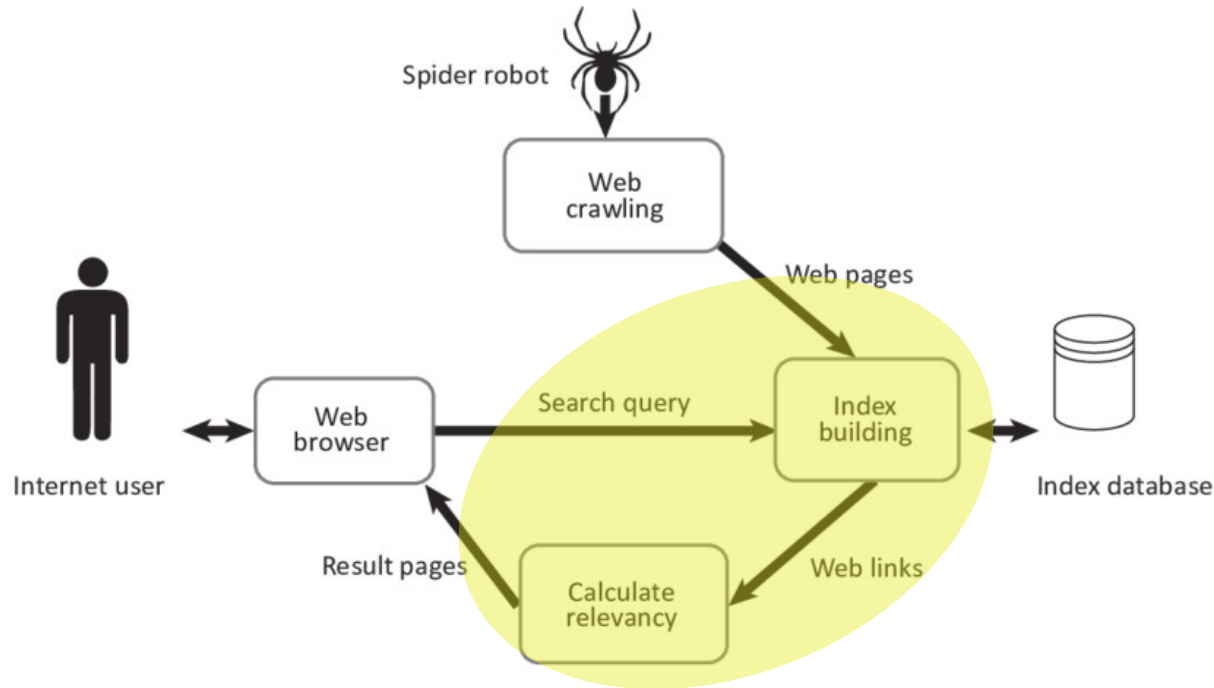 Spider robot
Web
crawling
Web pages
Search query
Index
building
Web
browser
Internet user
Index database
Result pages
Web links
Calculate
relevancy